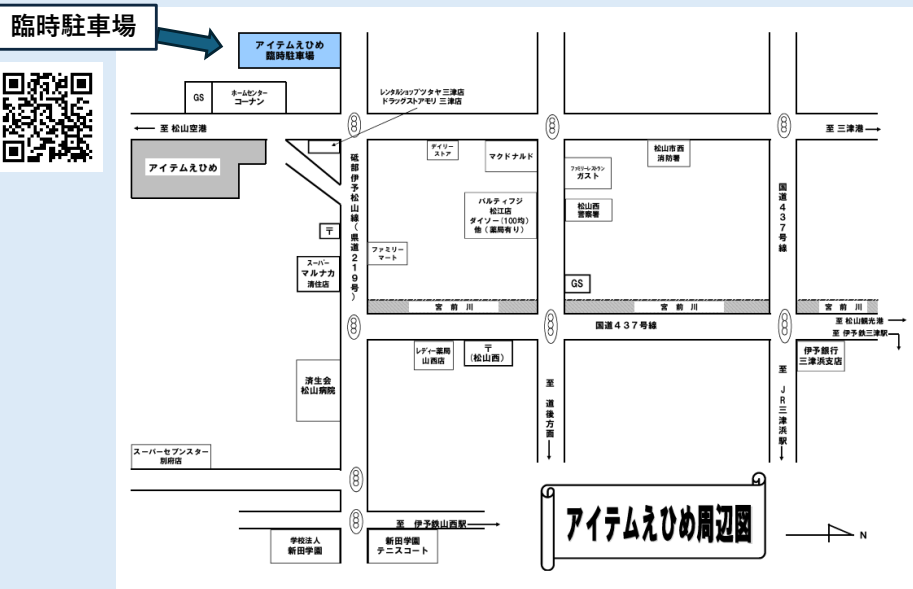 臨時駐車場
アイテムえひめ
臨時駐車場
GS
ホームセンター
コーナン
レンタルショップツタヤ三津店
ドラッグストアモリ 三津店
至 松山空港
至 三津港
アイテムえひめ
デイリー
ストア
マクドナルド
ファミリーレストラン
ガスト
松山市西
消防署
砥部伊予松山線(県道219号)
国道437号線
パルティフジ
松江店
ダイソー(100均)
他(薬局有り)
松山西
警察署
〒
ファミリー
マート
スーパー
マルナカ
清住店
GS
宮前川
宮前川
宮前川
国道437号線
至 松山観光港
至 伊予鉄三津駅
レディー薬局
山西店
〒
(松山西)
伊予銀行
三津浜支店
済生会
松山病院
至 道後方面
至 JR三津浜駅
スーパーセブンスター
別府店
至 伊予鉄山西駅
学校法人
新田学園
新田学園
テニスコート
アイテムえひめ周辺図
N